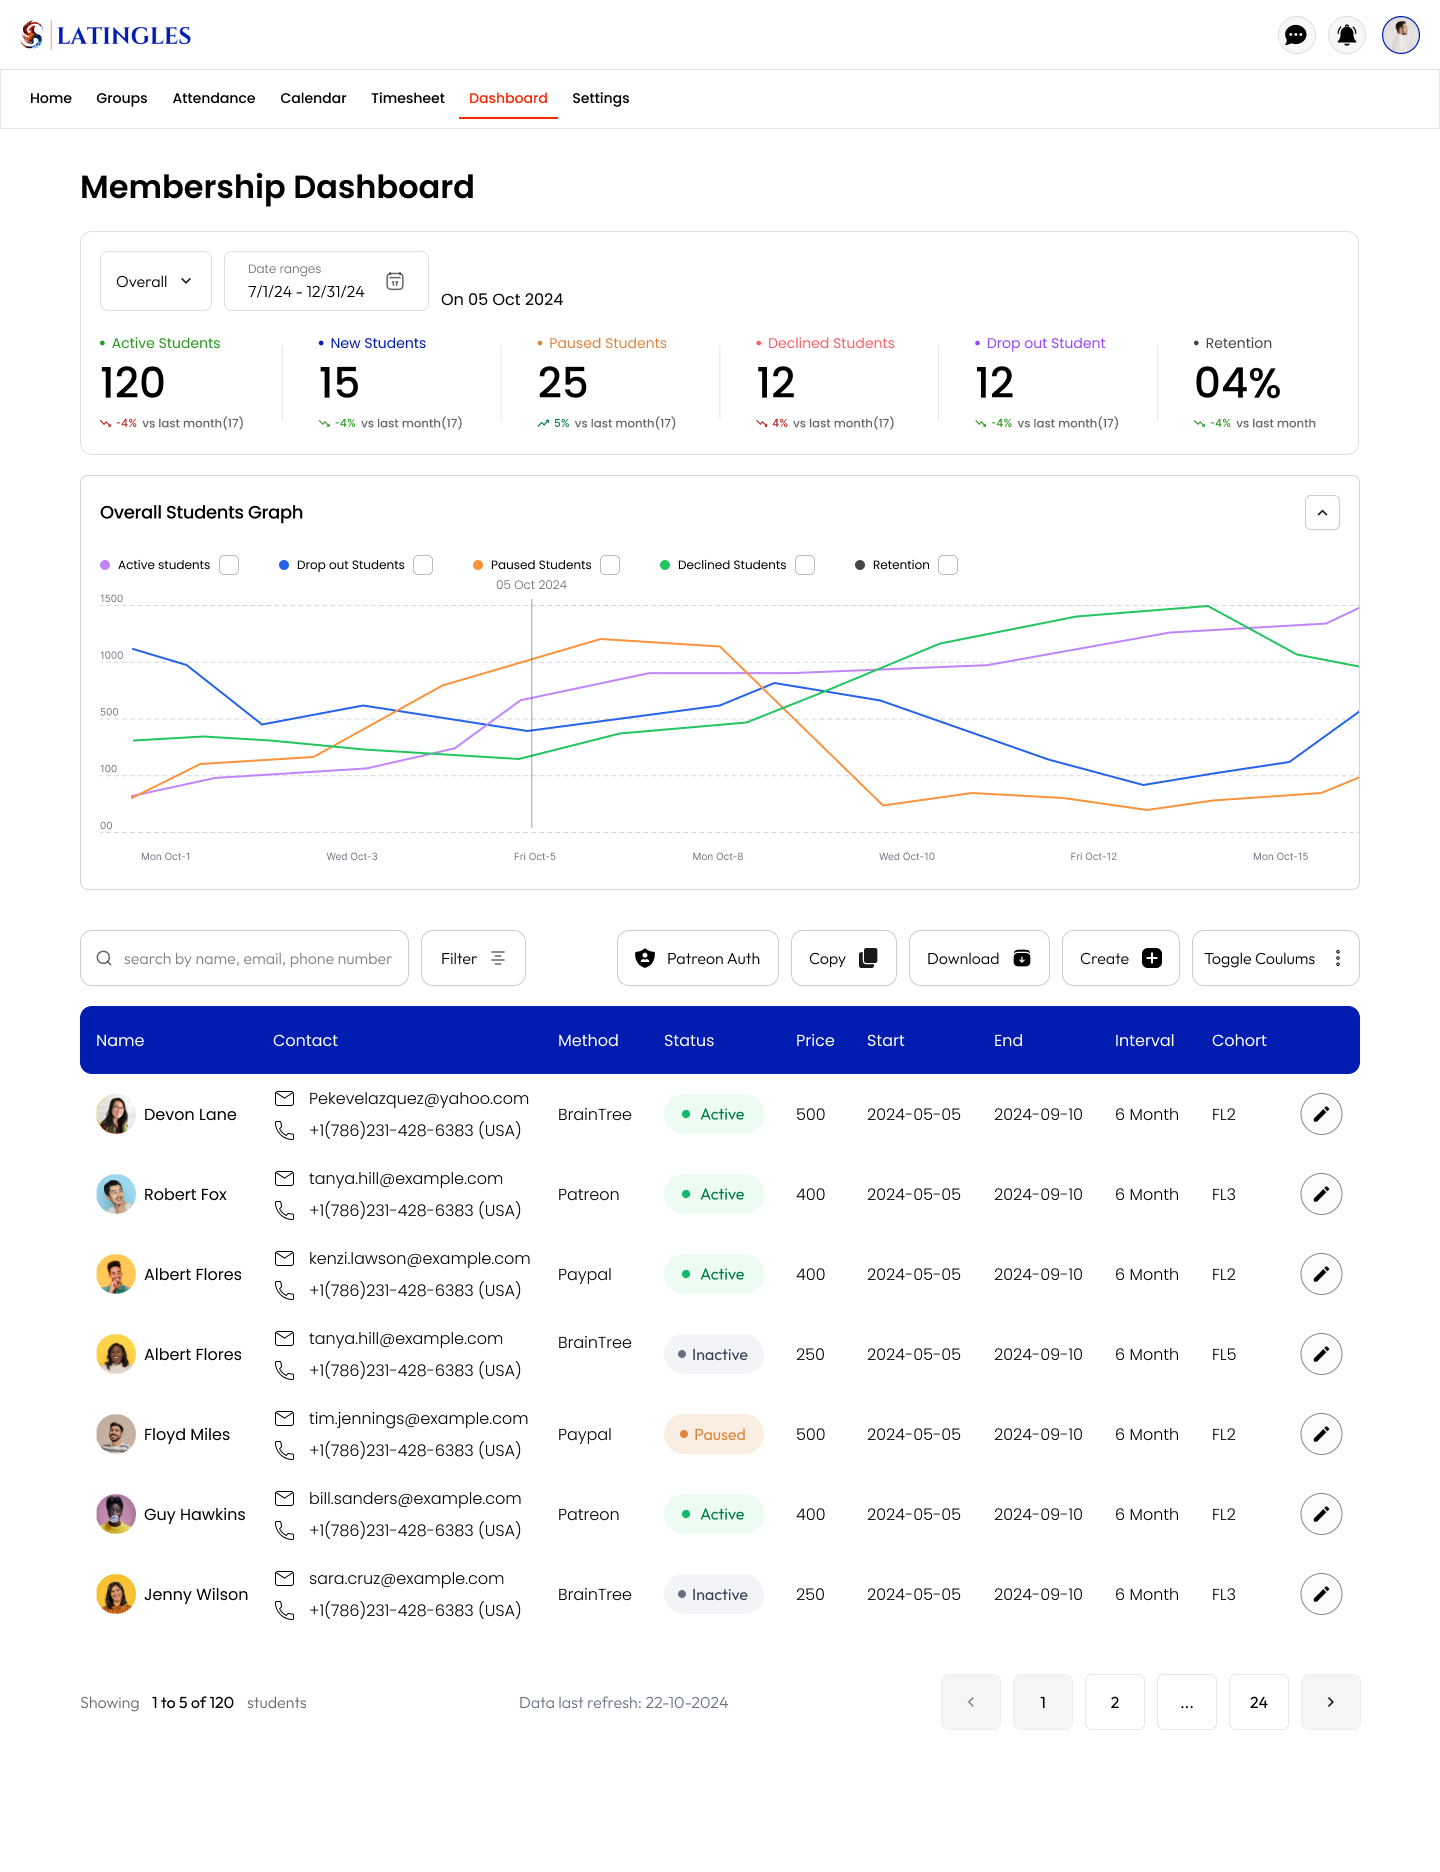 LATINGLES
Home Groups Attendance Calendar Timesheet Dashboard Settings
Membership Dashboard
Overall
Date ranges
7/1/24 - 12/31/24
17
On 05 Oct 2024
Active Students
120
-4% vs last month(17)
New Students
15
-4% vs last month(17)
Paused Students
25
5% vs last month(17)
Declined Students
12
4% vs last month(17)
Drop out Student
12
-4% vs last month(17)
Retention
04%
-4% vs last month
Overall Students Graph
Active students Drop out Students Paused Students Declined Students Retention
05 Oct 2024
1500
1000
500
100
00
Mon Oct-1 Wed Oct-3 Fri Oct-5 Mon Oct-8 Wed Oct-10 Fri Oct-12 Mon Oct-15
search by name, email, phone number Filter Patreon Auth Copy Download Create Toggle Coulums
Name Contact Method Status Price Start End Interval Cohort
Devon Lane Pekevelazquez@yahoo.com +1(786)231-428-6383 (USA) BrainTree Active 500 2024-05-05 2024-09-10 6 Month FL2
Robert Fox tanya.hill@example.com +1(786)231-428-6383 (USA) Patreon Active 400 2024-05-05 2024-09-10 6 Month FL3
Albert Flores kenzi.lawson@example.com +1(786)231-428-6383 (USA) Paypal Active 400 2024-05-05 2024-09-10 6 Month FL2
Albert Flores tanya.hill@example.com +1(786)231-428-6383 (USA) BrainTree Inactive 250 2024-05-05 2024-09-10 6 Month FL5
Floyd Miles tim.jennings@example.com +1(786)231-428-6383 (USA) Paypal Paused 500 2024-05-05 2024-09-10 6 Month FL2
Guy Hawkins bill.sanders@example.com +1(786)231-428-6383 (USA) Patreon Active 400 2024-05-05 2024-09-10 6 Month FL2
Jenny Wilson sara.cruz@example.com +1(786)231-428-6383 (USA) BrainTree Inactive 250 2024-05-05 2024-09-10 6 Month FL3
Showing 1 to 5 of 120 students Data last refresh: 22-10-2024 1 2 ... 24